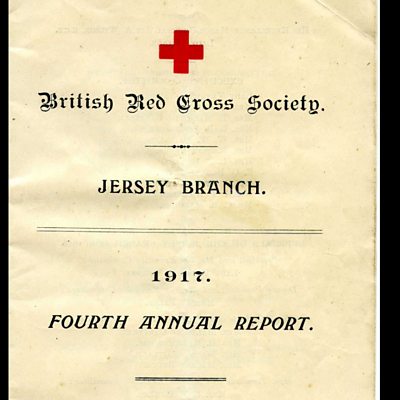 British Red Cross Society.
JERSEY BRANCH.
1917.
FOURTH ANNUAL REPORT.